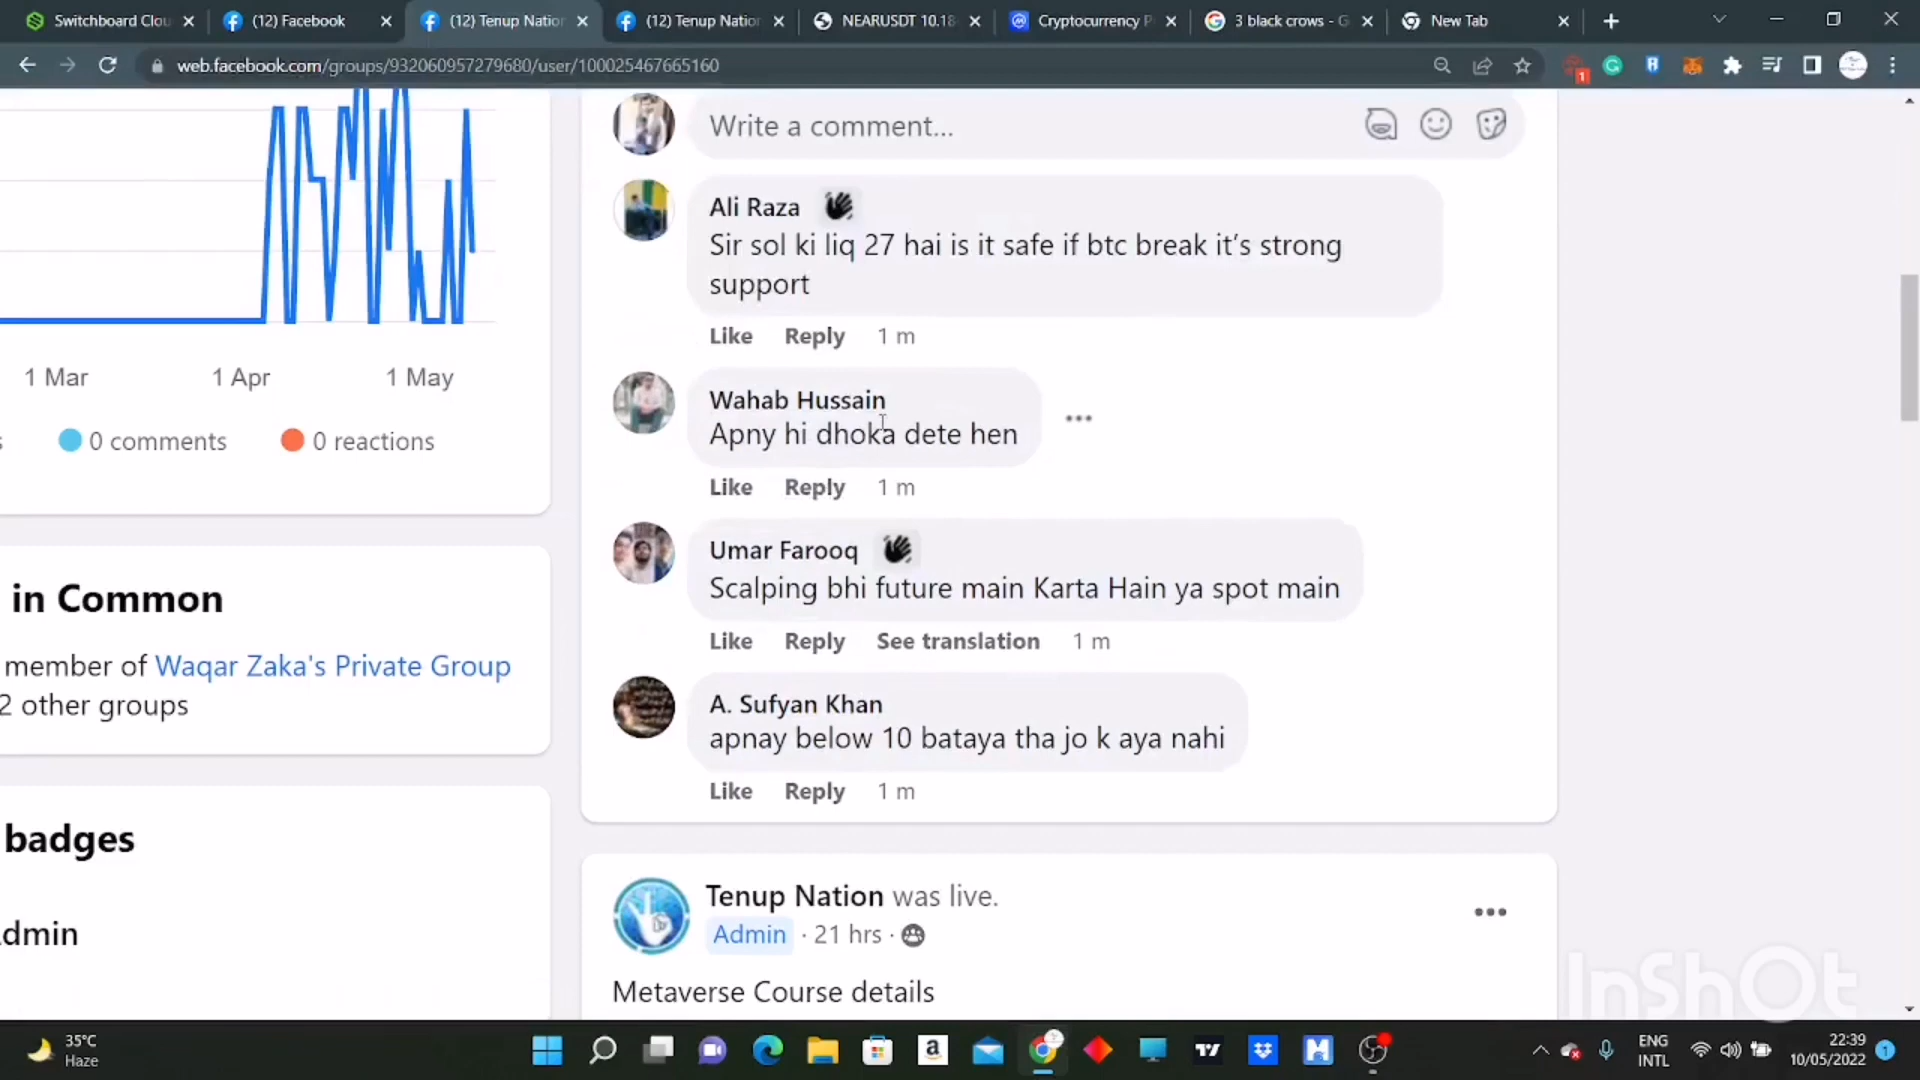 Switchboard Clou
(12) Facebook
(12) Tenup Nation
(12) Tenup Nation
NEARUSDT 10.18
Cryptocurrency P
3 black crows - G
New Tab
web.facebook.com/groups/932060957279680/user/100025467665160
1
Write a comment...
Ali Raza
Sir sol ki liq 27 hai is it safe if btc break it's strong
support
Like Reply 1 m
Wahab Hussain
Apny hi dhoka dete hen
Like Reply 1 m
Umar Farooq
Scalping bhi future main Karta Hain ya spot main
Like Reply See translation 1 m
A. Sufyan Khan
apnay below 10 bataya tha jo k aya nahi
Like Reply 1 m
1 Mar 1 Apr 1 May
s 0 comments 0 reactions
in Common
member of Waqar Zaka's Private Group
2 other groups
badges
dmin
Tenup Nation was live.
Admin · 21 hrs ·
Metaverse Course details
InShOt
35°C
Haze
ENG
INTL
22:39
10/05/2022
1